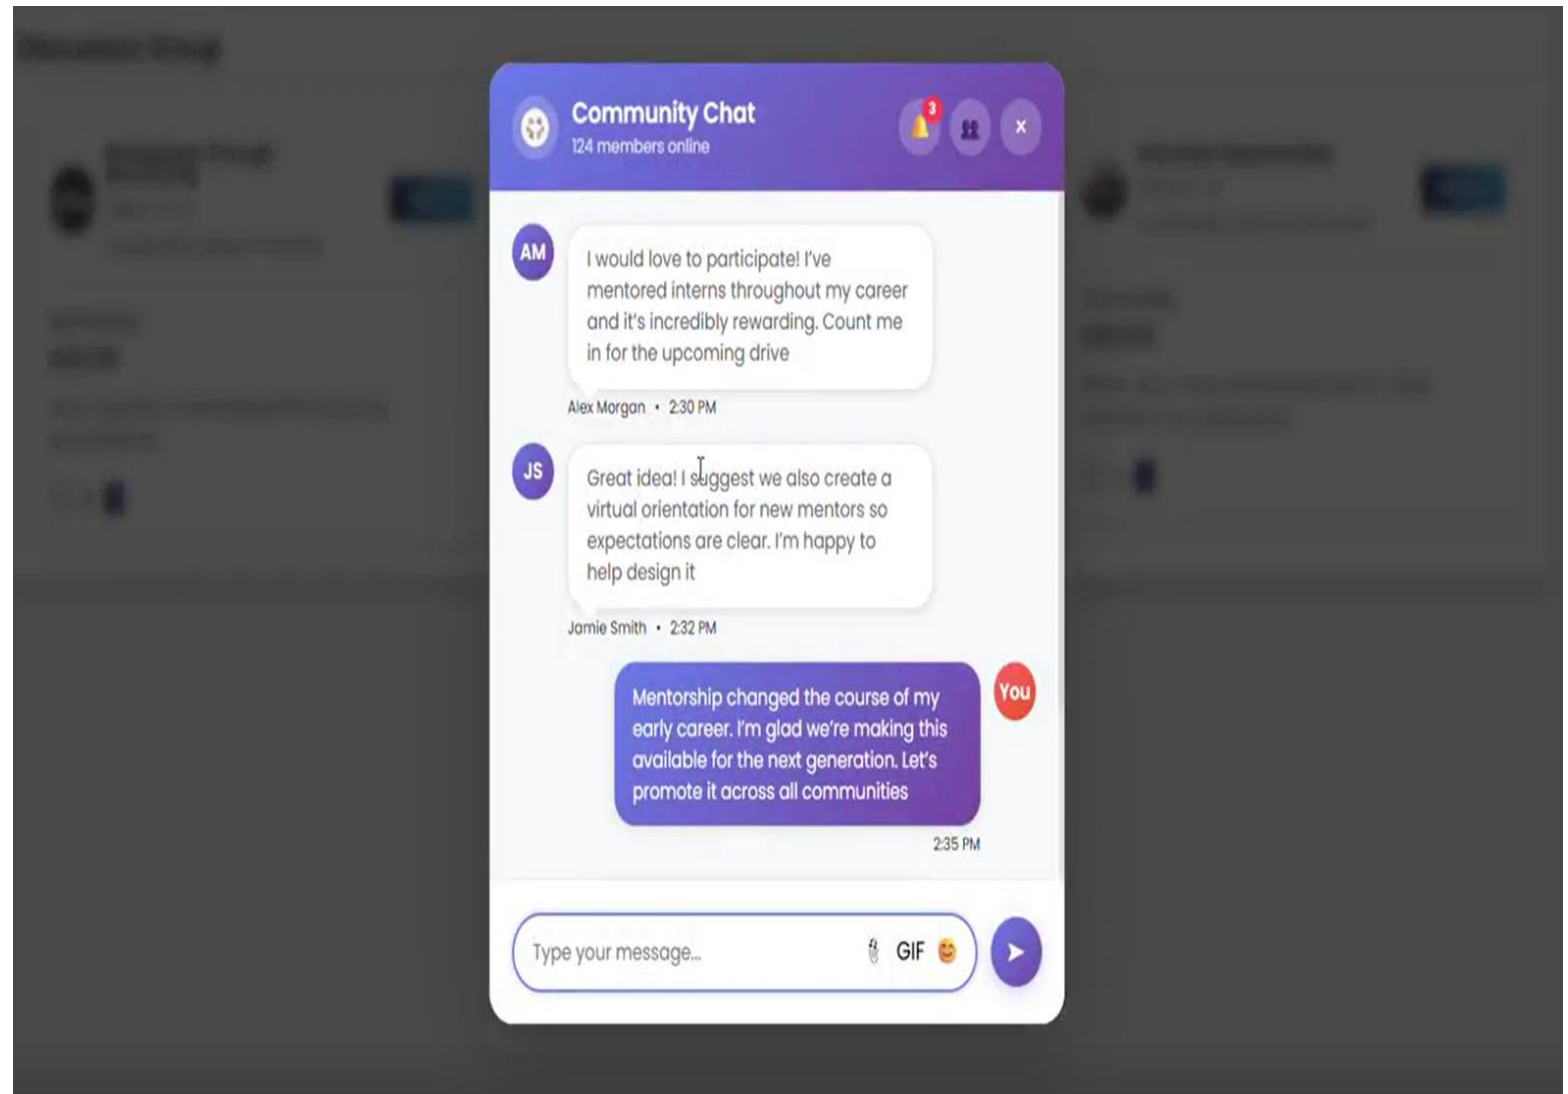 Community Chat
124 members online
3
AM
I would love to participate! I've
mentored interns throughout my career
and it's incredibly rewarding. Count me
in for the upcoming drive
Alex Morgan • 2:30 PM
JS
Great idea! I suggest we also create a
virtual orientation for new mentors so
expectations are clear. I'm happy to
help design it
Jamie Smith • 2:32 PM
You
Mentorship changed the course of my
early career. I'm glad we're making this
available for the next generation. Let's
promote it across all communities
2:35 PM
Type your message...
GIF